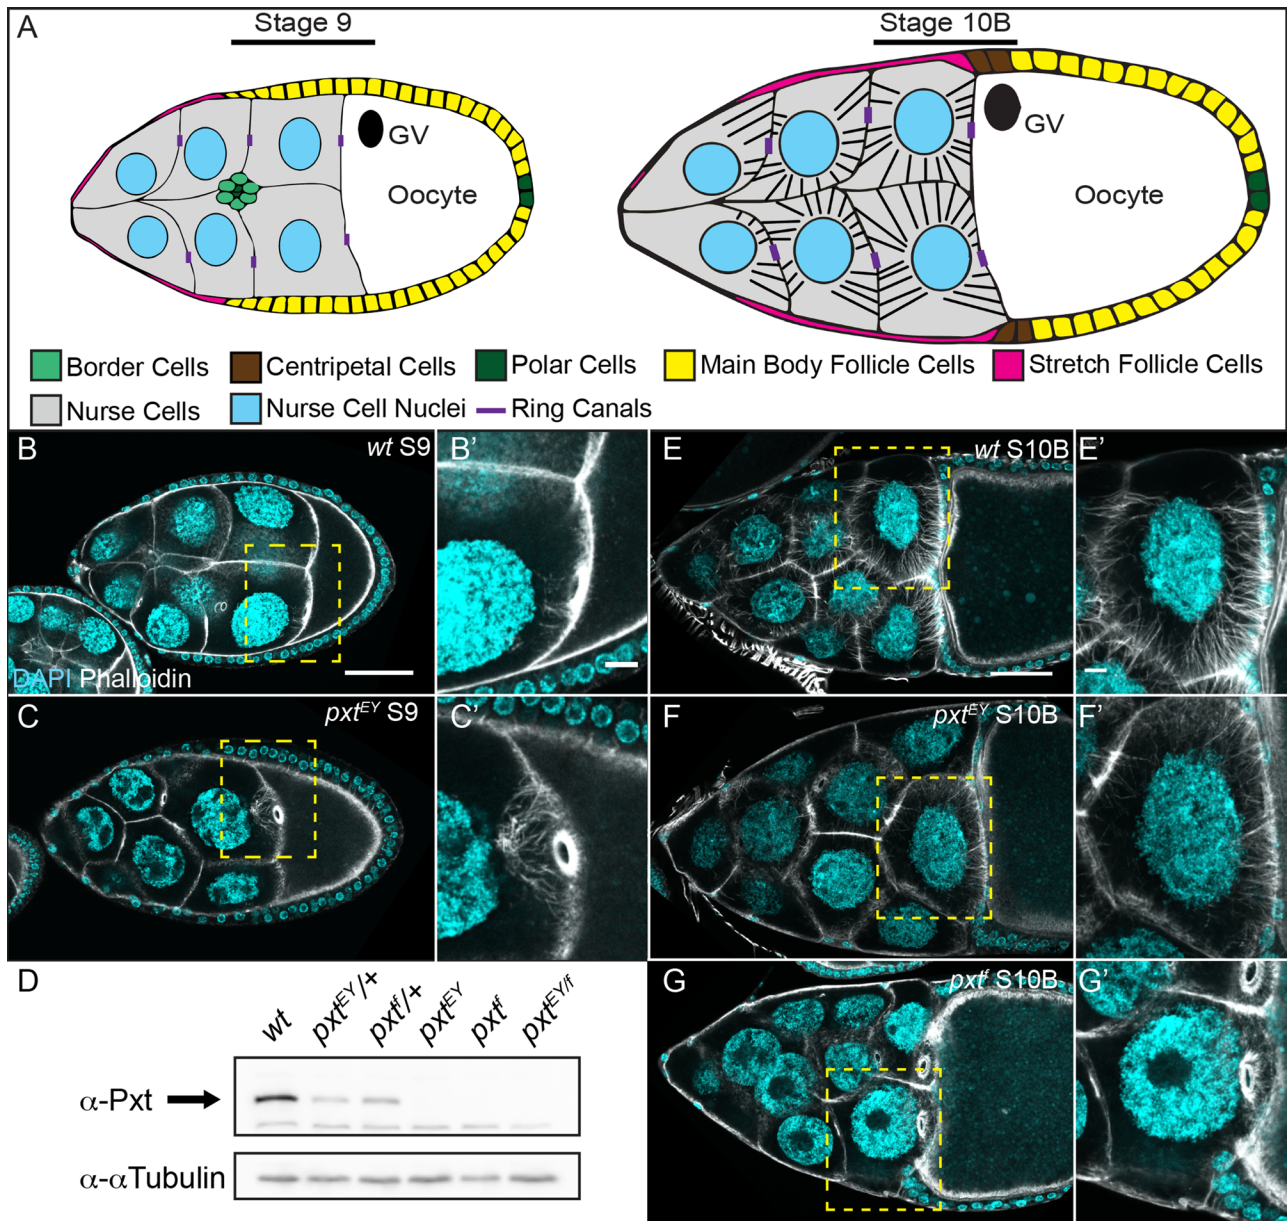 A
Stage 9
Stage 10B
GV
Oocyte
GV
Oocyte
Border Cells
Centripetal Cells
Polar Cells
Main Body Follicle Cells
Stretch Follicle Cells
Nurse Cells
Nurse Cell Nuclei
Ring Canals
B
wt S9
B’
DAPI Phalloidin
E
wt S10B
E’
C
pxtEY S9
C’
F
pxtEY S10B
F’
D
wt
pxtEY/+
pxtf/+
pxtEY
pxtf
pxtEY/f
α-Pxt
α-αTubulin
G
pxtf S10B
G’